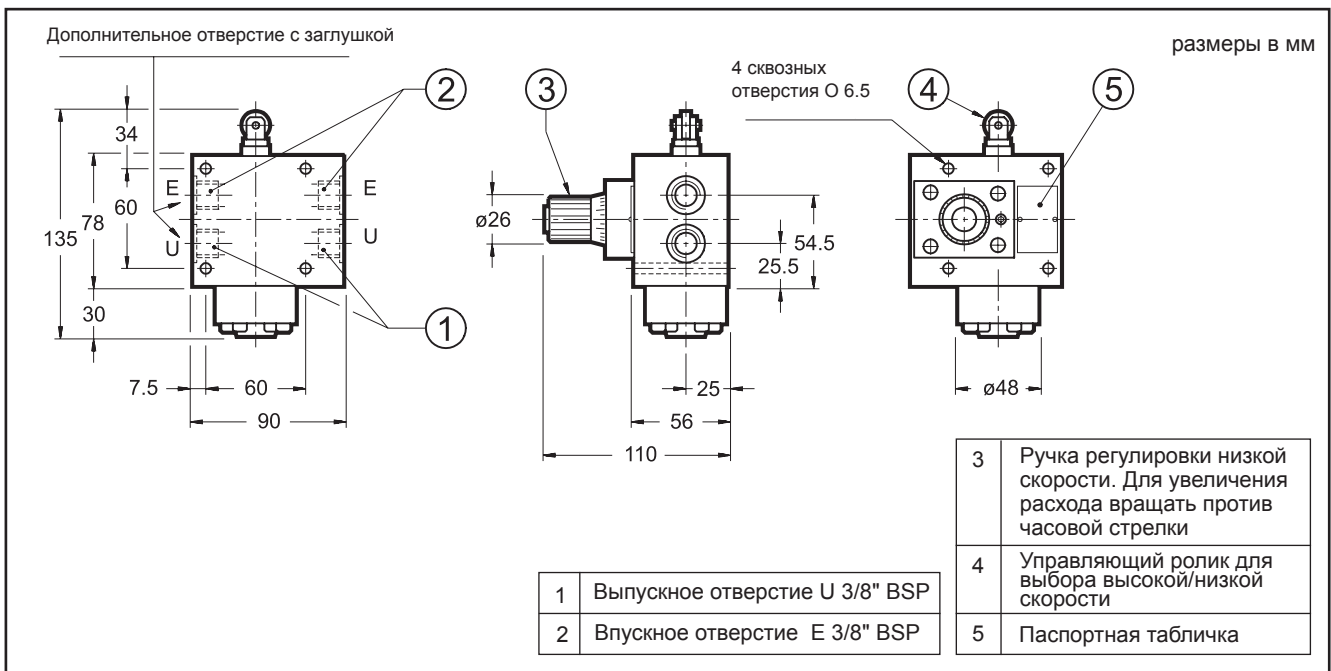 Дополнительное отверстие с заглушкой
размеры в мм
4 сквозных
отверстия O 6.5
2
3
4
5
34
E
E
60
78
135
U
U
30
1
7.5
60
90
ø26
54.5
25.5
25
56
110
ø48
3 Ручка регулировки низкой
скорости. Для увеличения
расхода вращать против
часовой стрелки
4 Управляющий ролик для
выбора высокой/низкой
скорости
5 Паспортная табличка
1 Выпускное отверстие U 3/8" BSP
2 Впускное отверстие E 3/8" BSP